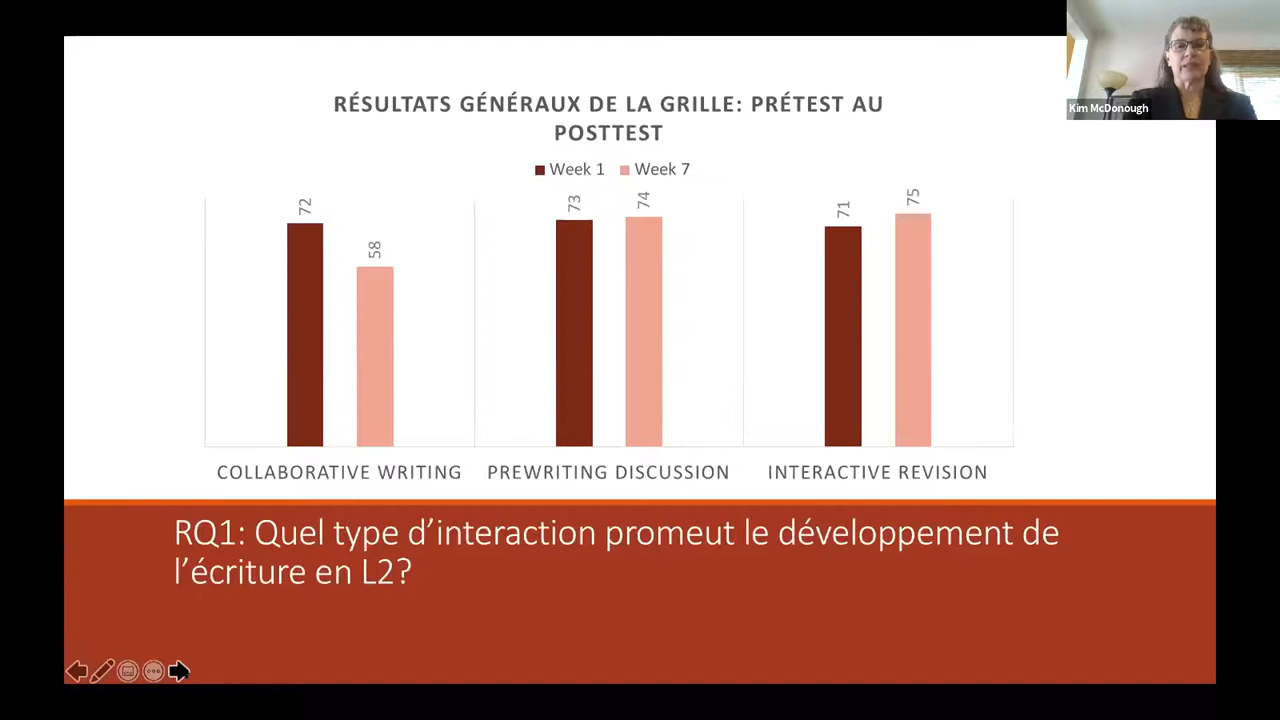 Kim McDonough
RÉSULTATS GÉNÉRAUX DE LA GRILLE: PRÉTEST AU
POSTTEST
Week 1 Week 7
72 58 73 74 71 75
COLLABORATIVE WRITING PREWRITING DISCUSSION INTERACTIVE REVISION
RQ1: Quel type d’interaction promeut le développement de
l’écriture en L2?